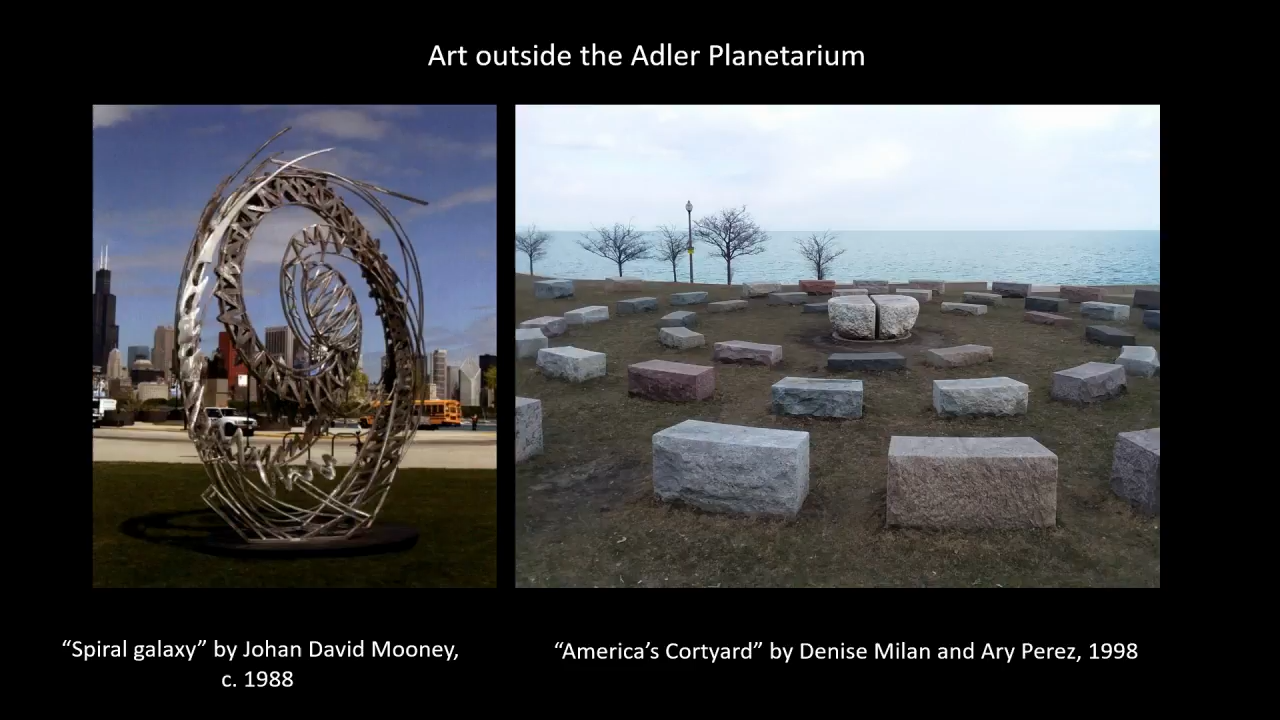 Art outside the Adler Planetarium
“Spiral galaxy” by Johan David Mooney,
c. 1988
“America’s Cortyard” by Denise Milan and Ary Perez, 1998